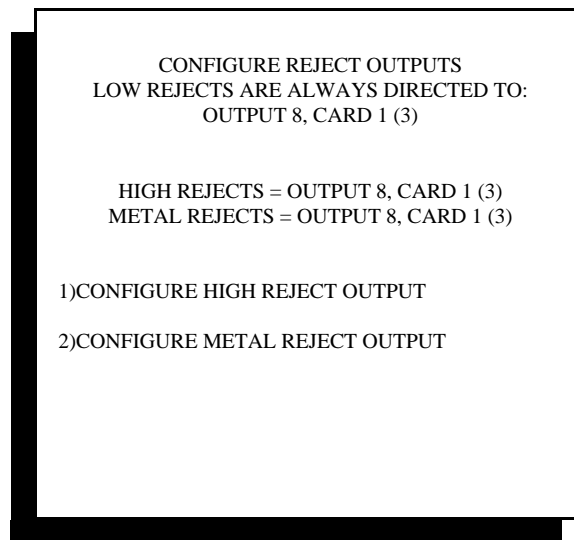 CONFIGURE REJECT OUTPUTS
LOW REJECTS ARE ALWAYS DIRECTED TO:
OUTPUT 8, CARD 1 (3)
HIGH REJECTS = OUTPUT 8, CARD 1 (3)
METAL REJECTS = OUTPUT 8, CARD 1 (3)
1)CONFIGURE HIGH REJECT OUTPUT
2)CONFIGURE METAL REJECT OUTPUT